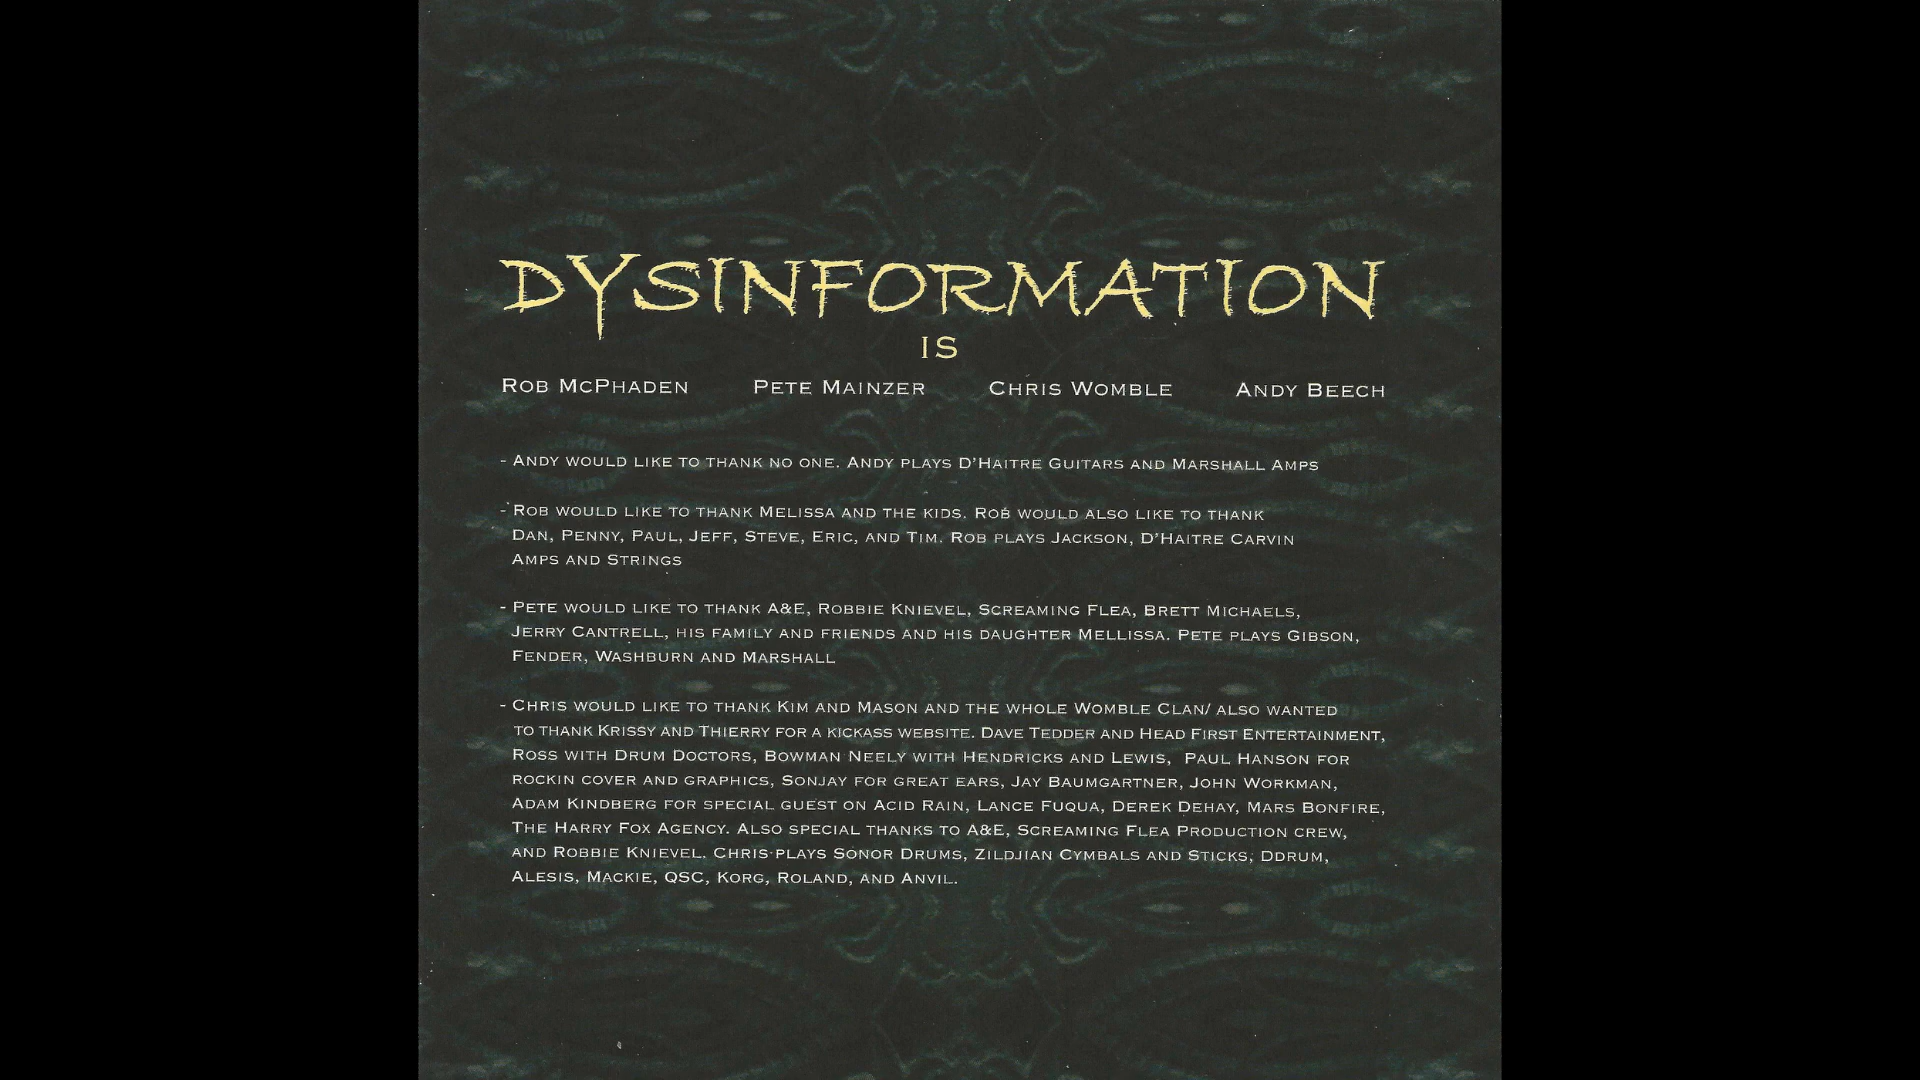 DYSINFORMATION
IS
ROB MCPHADEN PETE MAINZER CHRIS WOMBLE ANDY BEECH
- ANDY WOULD LIKE TO THANK NO ONE. ANDY PLAYS D'HAITRE GUITARS AND MARSHALL AMPS
- ROB WOULD LIKE TO THANK MELISSA AND THE KIDS. ROB WOULD ALSO LIKE TO THANK
DAN, PENNY, PAUL, JEFF, STEVE, ERIC, AND TIM. ROB PLAYS JACKSON, D'HAITRE CARVIN
AMPS AND STRINGS
- PETE WOULD LIKE TO THANK A&E, ROBBIE KNIEVEL, SCREAMING FLEA, BRETT MICHAELS,
JERRY CANTRELL, HIS FAMILY AND FRIENDS AND HIS DAUGHTER MELLISSA. PETE PLAYS GIBSON,
FENDER, WASHBURN AND MARSHALL
- CHRIS WOULD LIKE TO THANK KIM AND MASON AND THE WHOLE WOMBLE CLAN/ ALSO WANTED
TO THANK KRISSY AND THIERRY FOR A KICKASS WEBSITE. DAVE TEDDER AND HEAD FIRST ENTERTAINMENT,
ROSS WITH DRUM DOCTORS, BOWMAN NEELY WITH HENDRICKS AND LEWIS, PAUL HANSON FOR
ROCKIN COVER AND GRAPHICS, SONJAY FOR GREAT EARS, JAY BAUMGARTNER, JOHN WORKMAN,
ADAM KINDBERG FOR SPECIAL GUEST ON ACID RAIN, LANCE FUQUA, DEREK DEHAY, MARS BONFIRE,
THE HARRY FOX AGENCY. ALSO SPECIAL THANKS TO A&E, SCREAMING FLEA PRODUCTION CREW,
AND ROBBIE KNIEVEL. CHRIS PLAYS SONOR DRUMS, ZILDJIAN CYMBALS AND STICKS, DDRUM,
ALESIS, MACKIE, QSC, KORG, ROLAND, AND ANVIL.